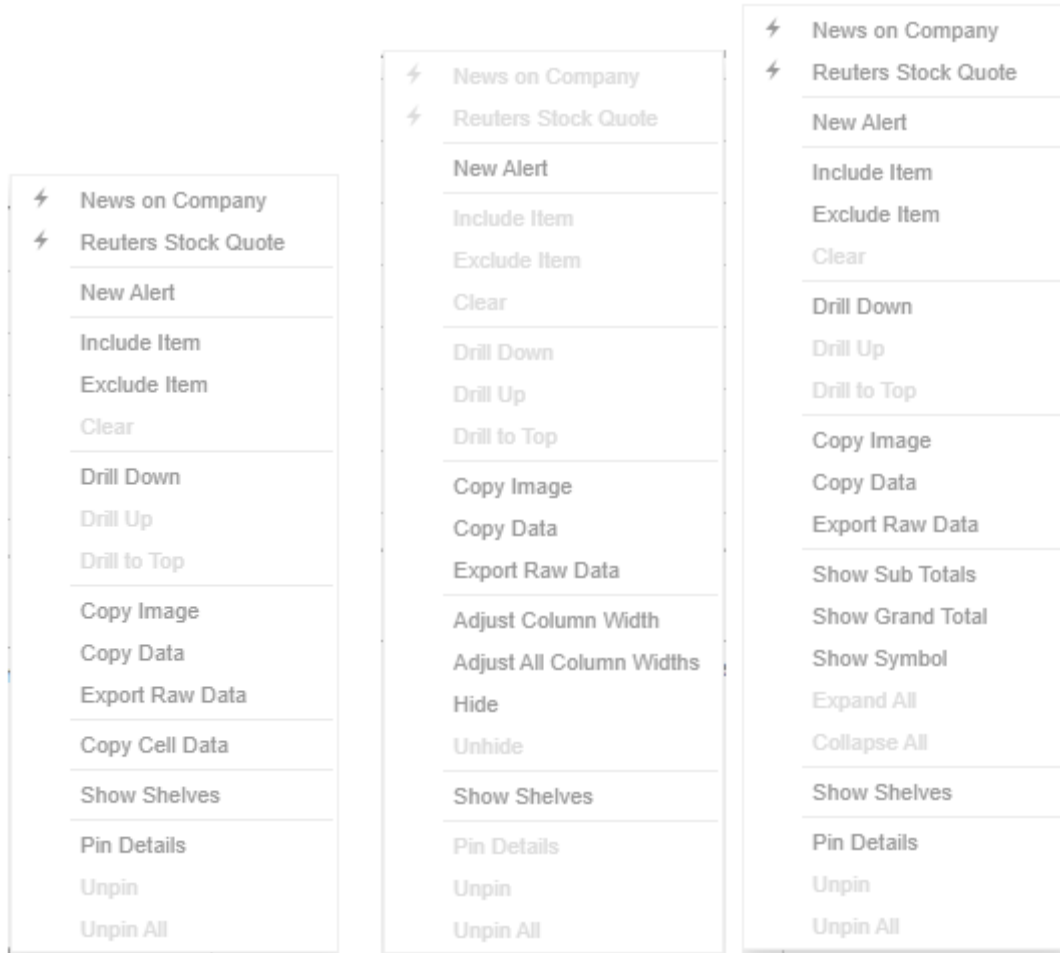 News on Company
Reuters Stock Quote
New Alert
Include Item
Exclude Item
Clear
Drill Down
Drill Up
Drill to Top
Copy Image
Copy Data
Export Raw Data
Copy Cell Data
Show Shelves
Pin Details
Unpin
Unpin All
News on Company
Reuters Stock Quote
New Alert
Include Item
Exclude Item
Clear
Drill Down
Drill Up
Drill to Top
Copy Image
Copy Data
Export Raw Data
Adjust Column Width
Adjust All Column Widths
Hide
Unhide
Show Shelves
Pin Details
Unpin
Unpin All
News on Company
Reuters Stock Quote
New Alert
Include Item
Exclude Item
Clear
Drill Down
Drill Up
Drill to Top
Copy Image
Copy Data
Export Raw Data
Show Sub Totals
Show Grand Total
Show Symbol
Expand All
Collapse All
Show Shelves
Pin Details
Unpin
Unpin All